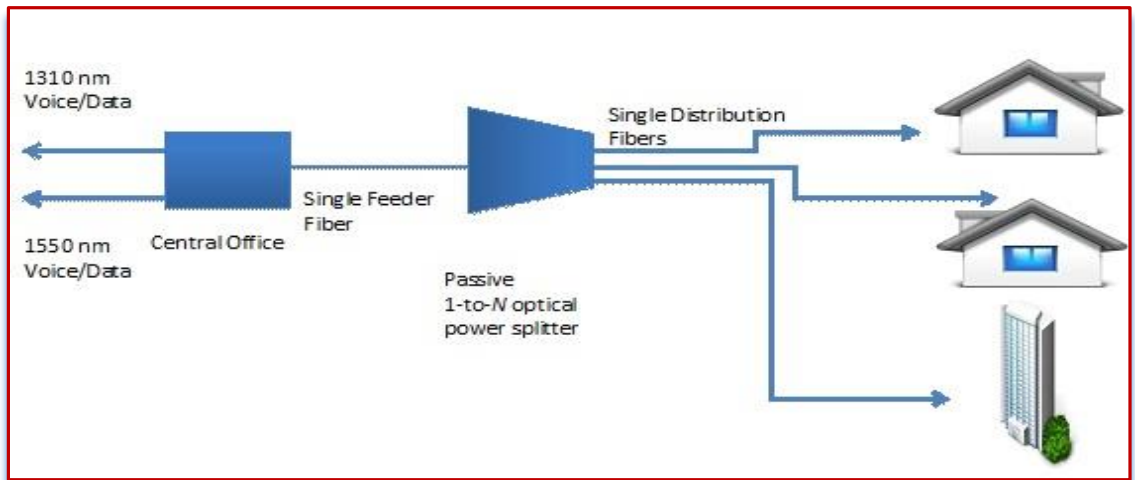 1310 nm
Voice/Data
Single Distribution
Fibers
Single Feeder
Fiber
Central Office
1550 nm
Voice/Data
Passive
1-to-N optical
power splitter